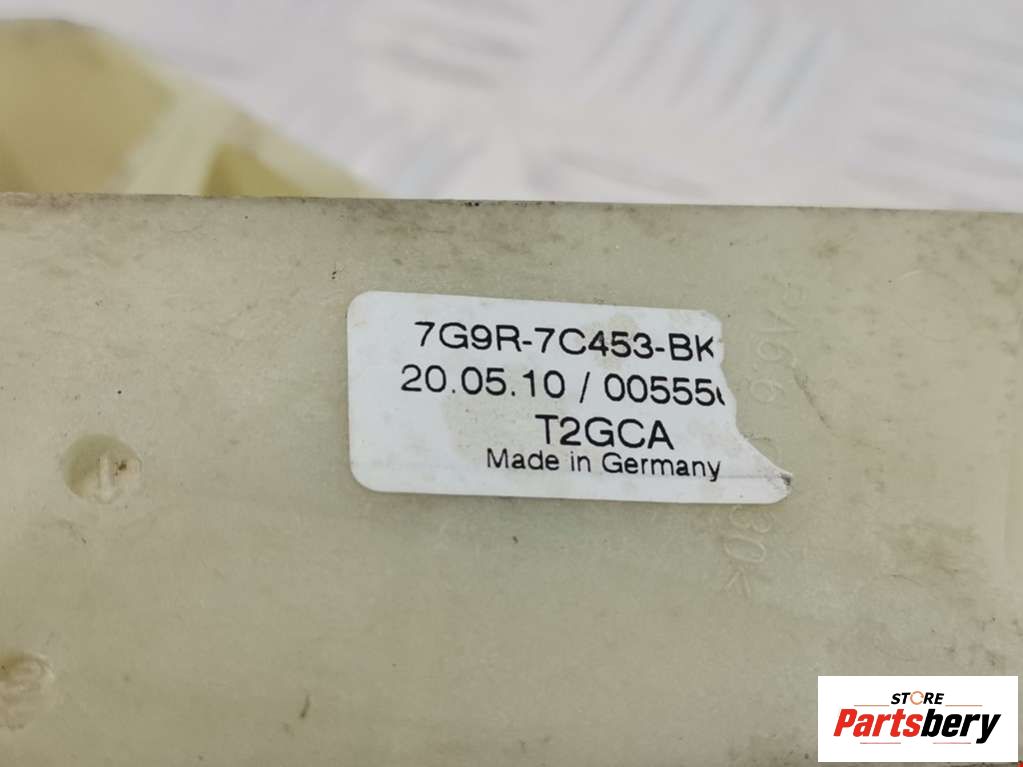 7G9R-7C453-BK
20.05.10 / 00555
T2GCA
Made in Germany
STORE
Partsbery